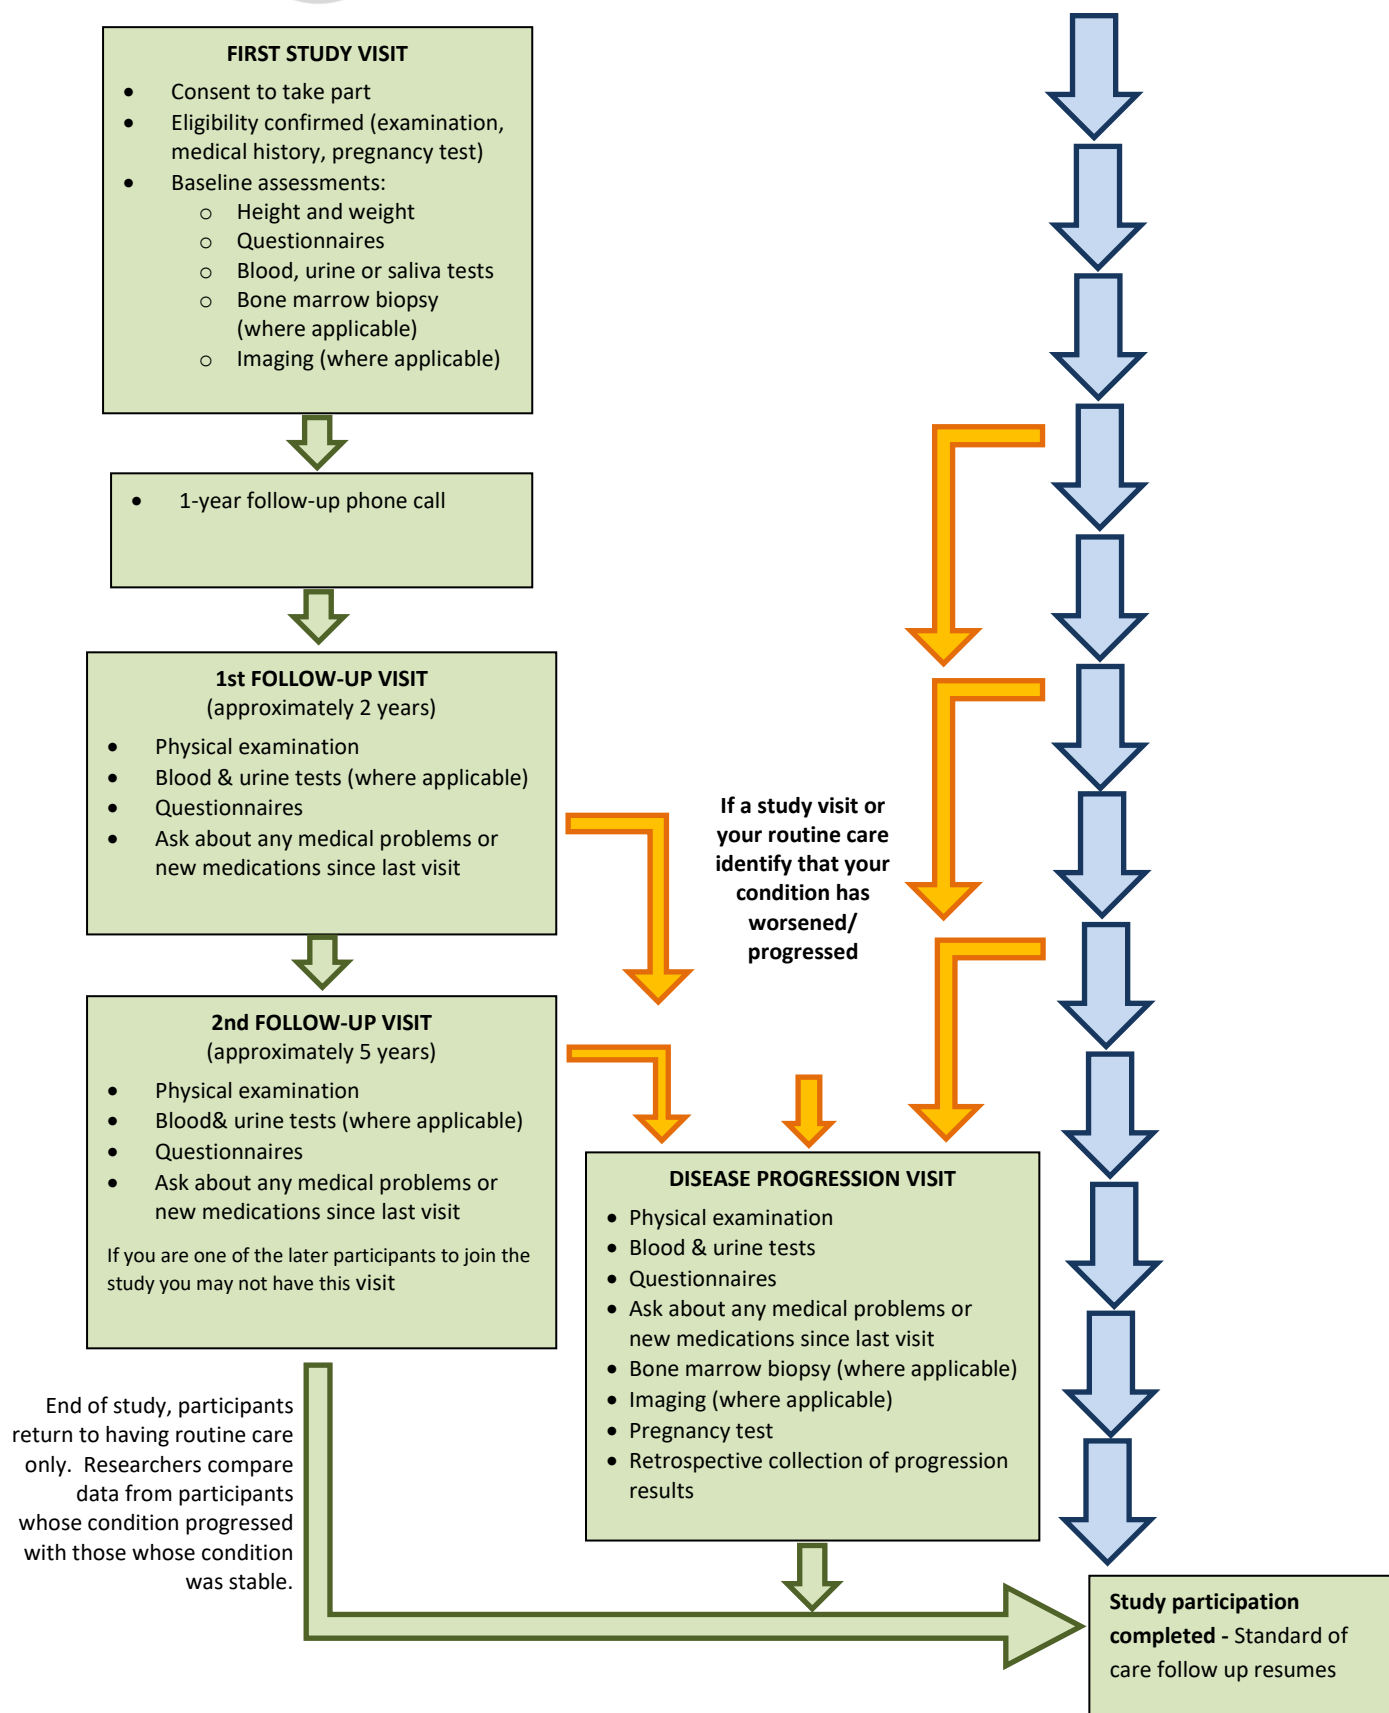 FIRST STUDY VISIT
• Consent to take part
• Eligibility confirmed (examination,
medical history, pregnancy test)
• Baseline assessments:
o Height and weight
o Questionnaires
o Blood, urine or saliva tests
o Bone marrow biopsy
(where applicable)
o Imaging (where applicable)
• 1-year follow-up phone call
1st FOLLOW-UP VISIT
(approximately 2 years)
• Physical examination
• Blood & urine tests (where applicable)
• Questionnaires
• Ask about any medical problems or
new medications since last visit
If a study visit or
your routine care
identify that your
condition has
worsened/
progressed
2nd FOLLOW-UP VISIT
(approximately 5 years)
• Physical examination
• Blood& urine tests (where applicable)
• Questionnaires
• Ask about any medical problems or
new medications since last visit
If you are one of the later participants to join the
study you may not have this visit
DISEASE PROGRESSION VISIT
• Physical examination
• Blood & urine tests
• Questionnaires
• Ask about any medical problems or
new medications since last visit
• Bone marrow biopsy (where applicable)
• Imaging (where applicable)
• Pregnancy test
• Retrospective collection of progression
results
End of study, participants
return to having routine care
only.  Researchers compare
data from participants
whose condition progressed
with those whose condition
was stable.
Study participation
completed - Standard of
care follow up resumes